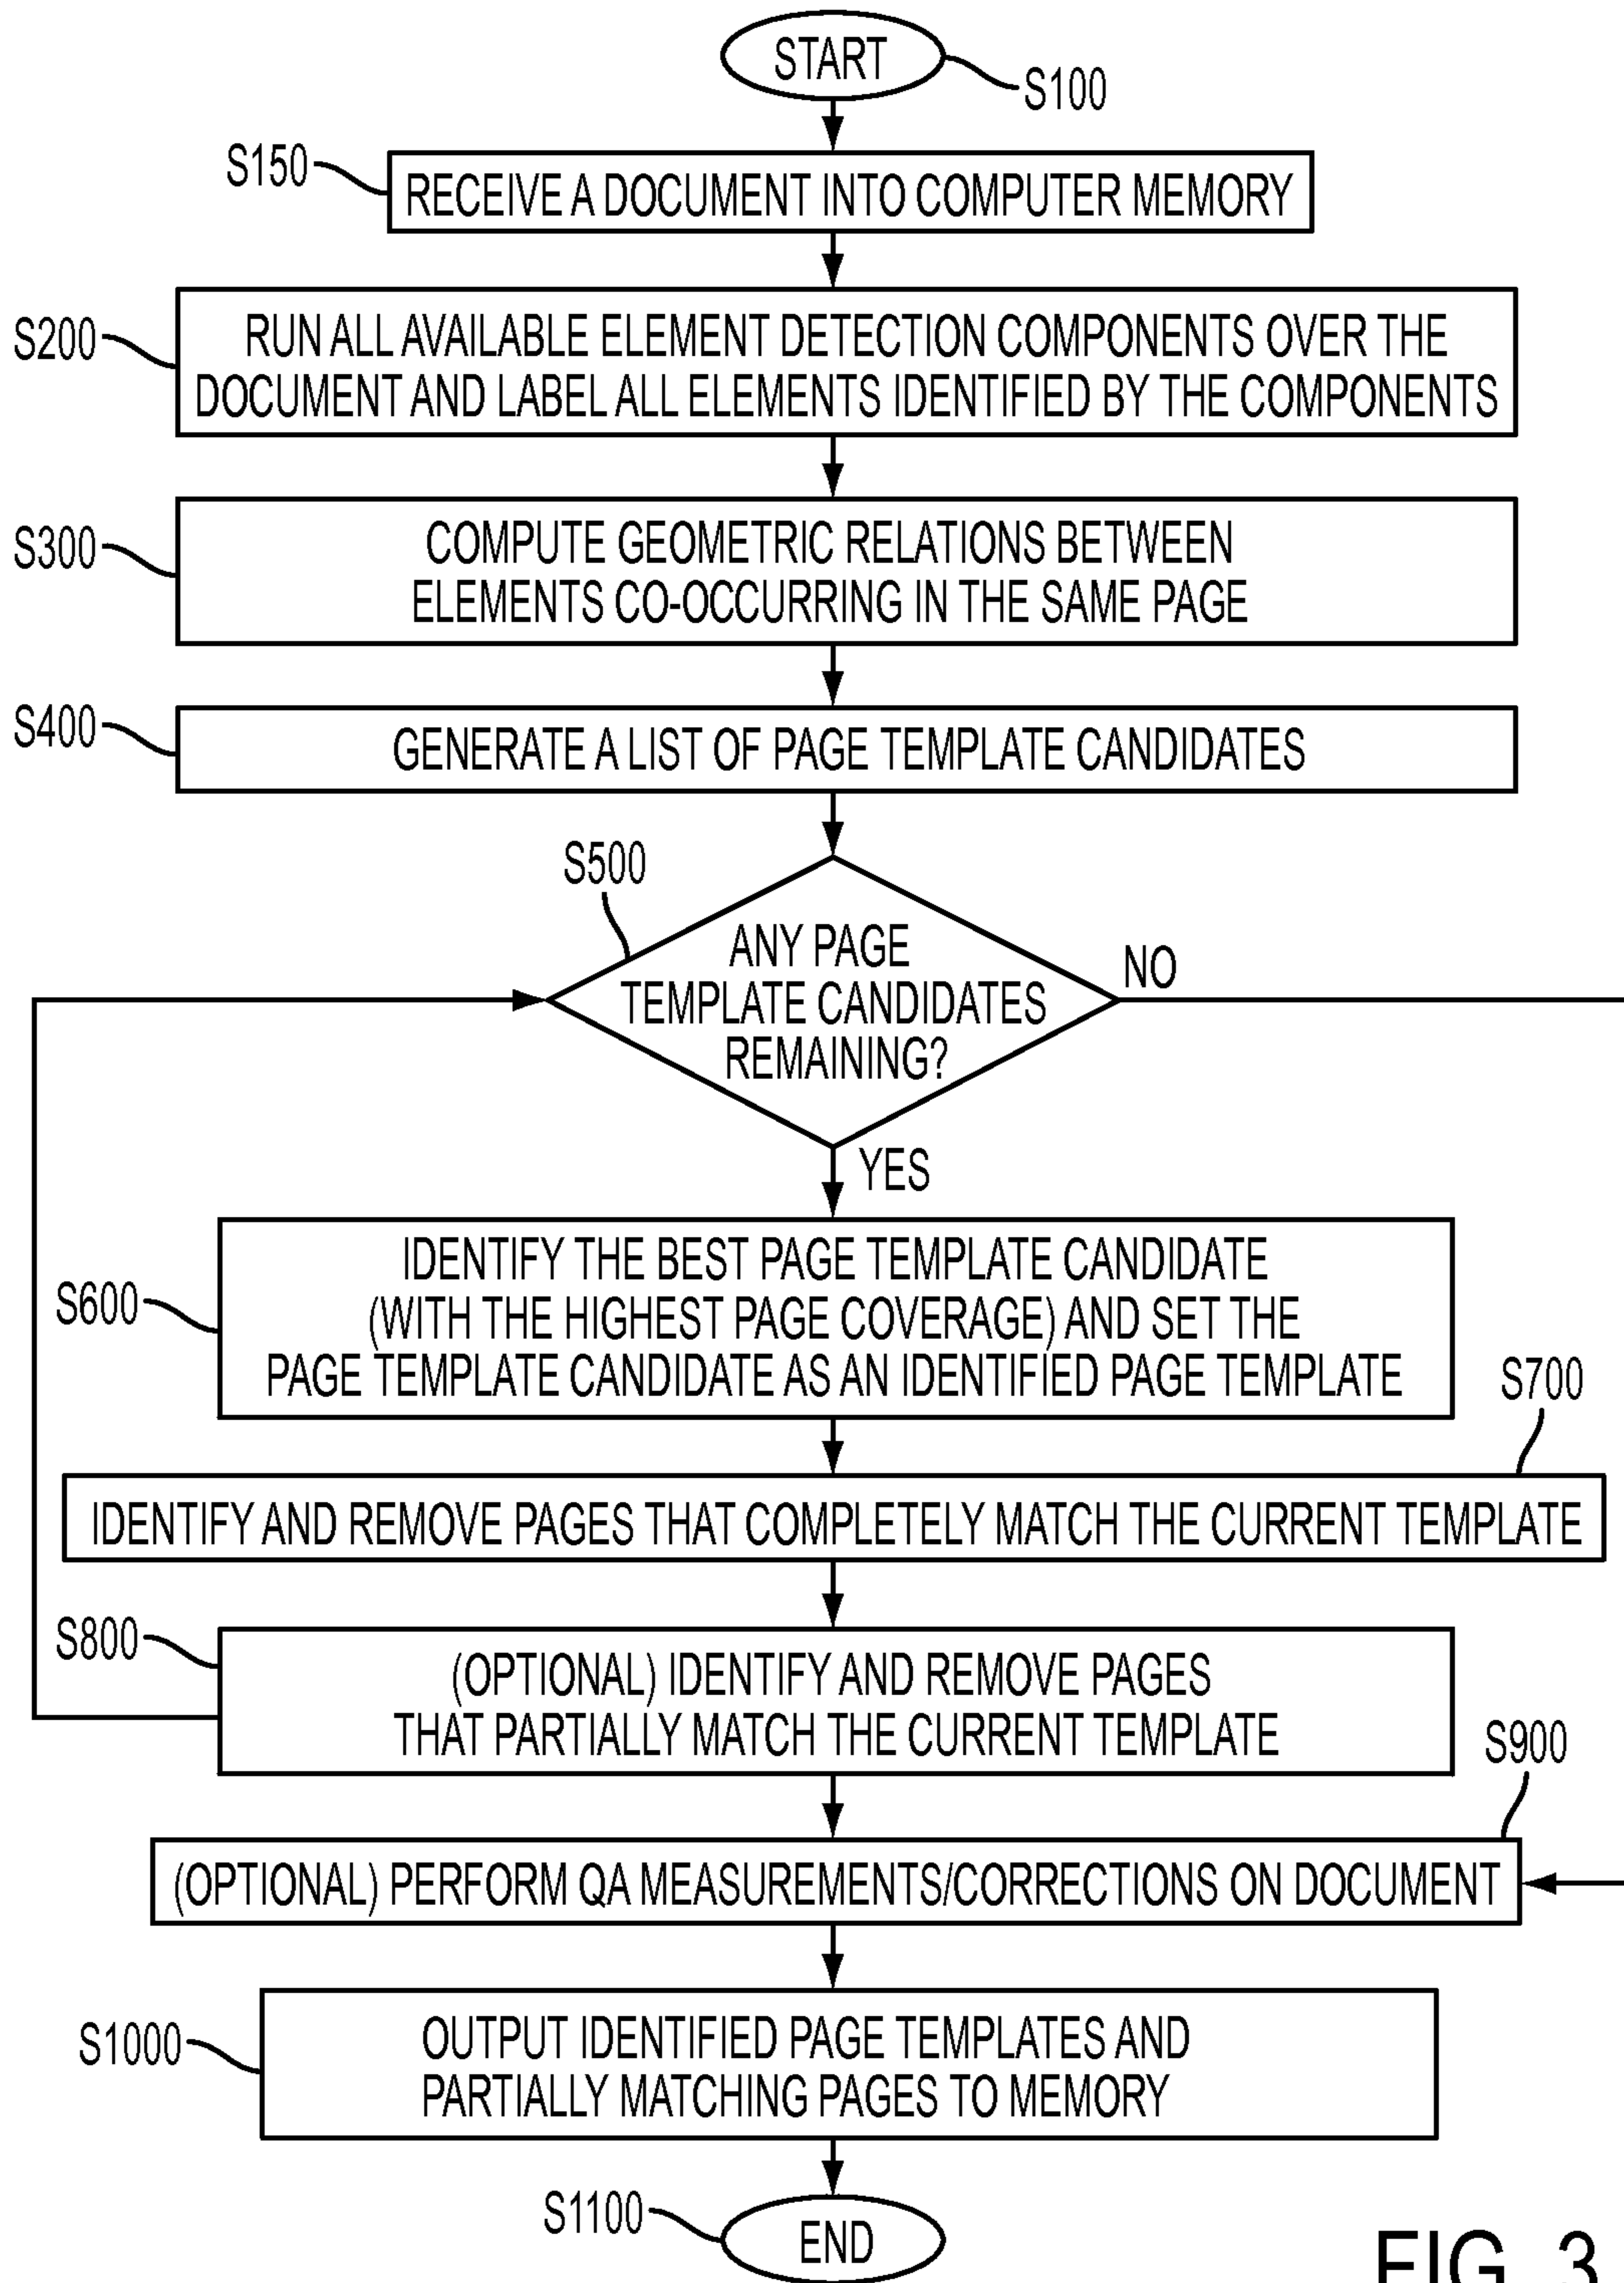 START
S100
S150
RECEIVE A DOCUMENT INTO COMPUTER MEMORY
S200
RUN ALL AVAILABLE ELEMENT DETECTION COMPONENTS OVER THE
DOCUMENT AND LABEL ALL ELEMENTS IDENTIFIED BY THE COMPONENTS
S300
COMPUTE GEOMETRIC RELATIONS BETWEEN
ELEMENTS CO-OCCURRING IN THE SAME PAGE
S400
GENERATE A LIST OF PAGE TEMPLATE CANDIDATES
S500
ANY PAGE
TEMPLATE CANDIDATES
REMAINING?
NO
YES
S600
IDENTIFY THE BEST PAGE TEMPLATE CANDIDATE
(WITH THE HIGHEST PAGE COVERAGE) AND SET THE
PAGE TEMPLATE CANDIDATE AS AN IDENTIFIED PAGE TEMPLATE
S700
IDENTIFY AND REMOVE PAGES THAT COMPLETELY MATCH THE CURRENT TEMPLATE
S800
(OPTIONAL) IDENTIFY AND REMOVE PAGES
THAT PARTIALLY MATCH THE CURRENT TEMPLATE
S900
(OPTIONAL) PERFORM QA MEASUREMENTS/CORRECTIONS ON DOCUMENT
S1000
OUTPUT IDENTIFIED PAGE TEMPLATES AND
PARTIALLY MATCHING PAGES TO MEMORY
S1100
END
FIG. 3